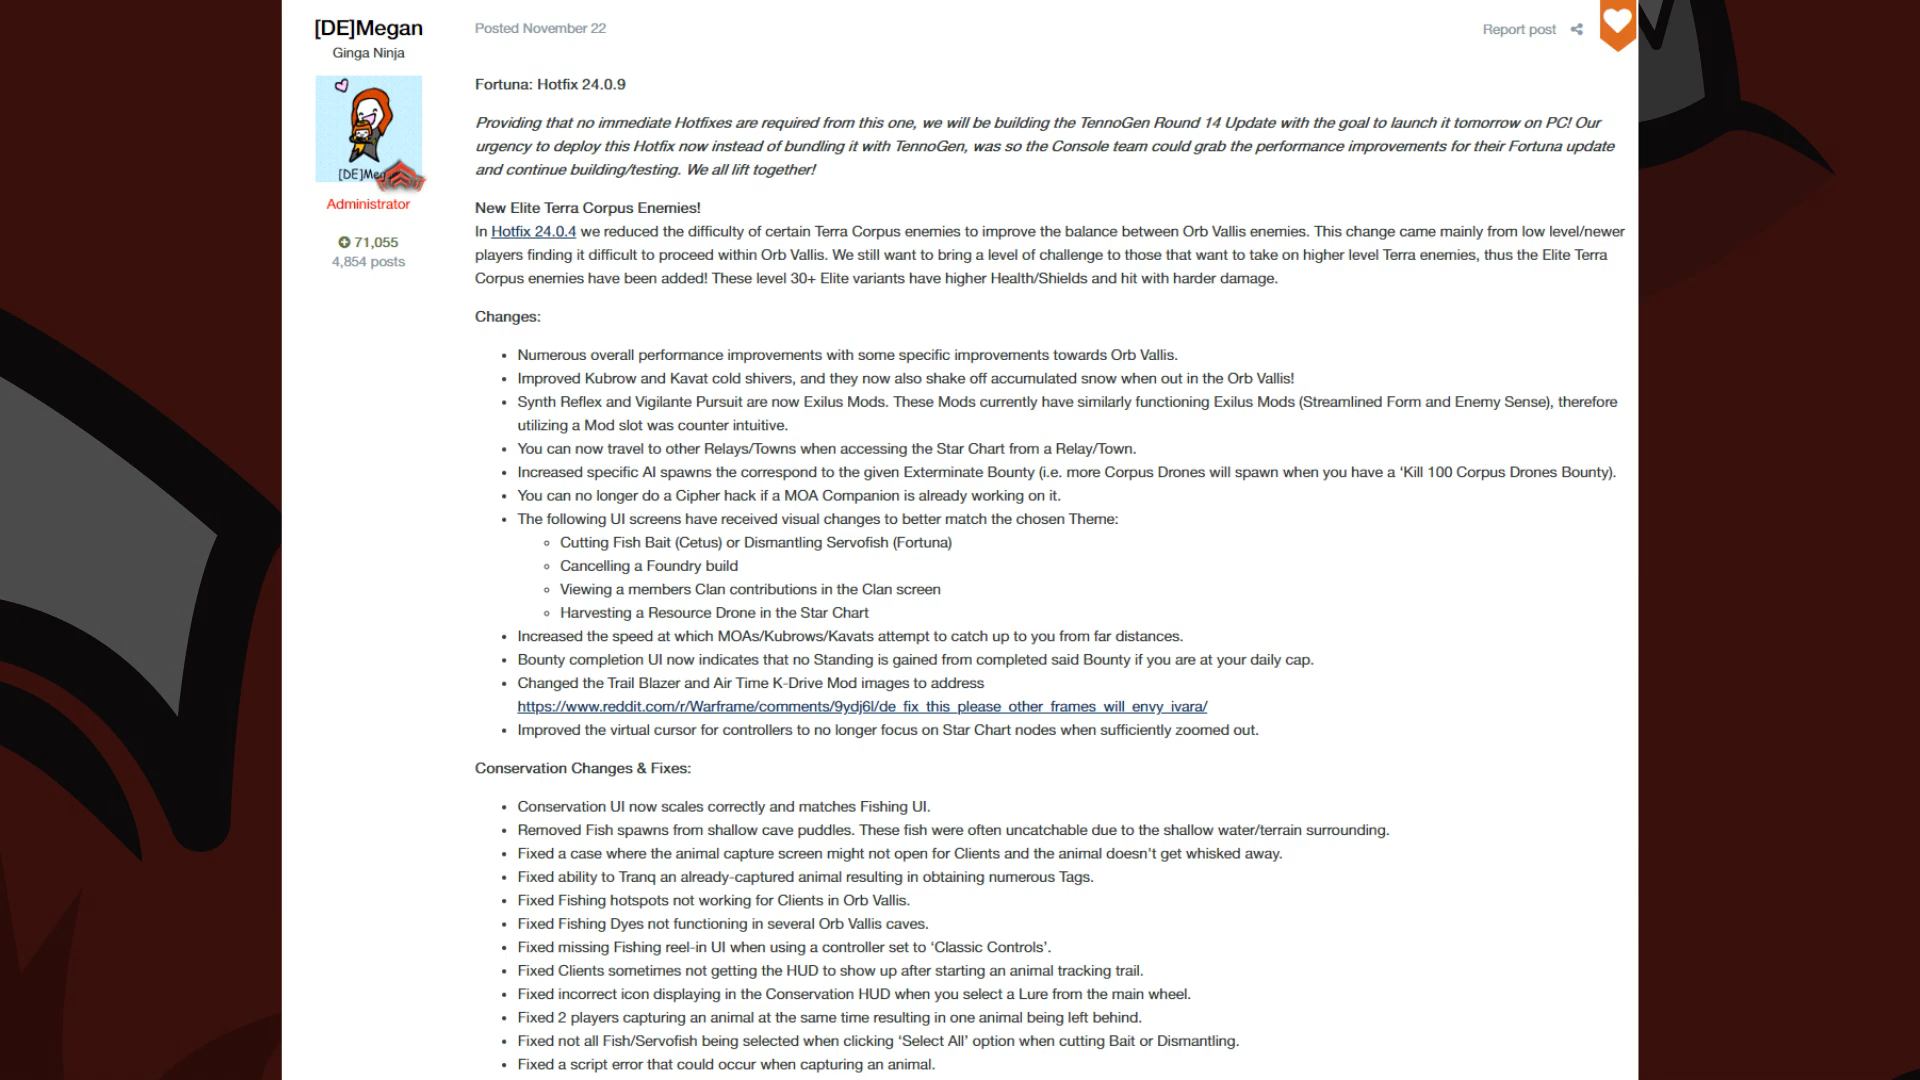 [DE]Megan
Ginga Ninja
[DE]Me
Administrator
71,055
4,854 posts
Posted November 22
Report post
Fortuna: Hotfix 24.0.9
Providing that no immediate Hotfixes are required from this one, we will be building the TennoGen Round 14 Update with the goal to launch it tomorrow on PC! Our
urgency to deploy this Hotfix now instead of bundling it with TennoGen, was so the Console team could grab the performance improvements for their Fortuna update
and continue building/testing. We all lift together!
New Elite Terra Corpus Enemies!
In Hotfix 24.0.4 we reduced the difficulty of certain Terra Corpus enemies to improve the balance between Orb Vallis enemies. This change came mainly from low level/newer
players finding it difficult to proceed within Orb Vallis. We still want to bring a level of challenge to those that want to take on higher level Terra enemies, thus the Elite Terra
Corpus enemies have been added! These level 30+ Elite variants have higher Health/Shields and hit with harder damage.
Changes:
• Numerous overall performance improvements with some specific improvements towards Orb Vallis.
• Improved Kubrow and Kavat cold shivers, and they now also shake off accumulated snow when out in the Orb Vallis!
• Synth Reflex and Vigilante Pursuit are now Exilus Mods. These Mods currently have similarly functioning Exilus Mods (Streamlined Form and Enemy Sense), therefore
utilizing a Mod slot was counter intuitive.
• You can now travel to other Relays/Towns when accessing the Star Chart from a Relay/Town.
• Increased specific AI spawns the correspond to the given Exterminate Bounty (i.e. more Corpus Drones will spawn when you have a ‘Kill 100 Corpus Drones Bounty).
• You can no longer do a Cipher hack if a MOA Companion is already working on it.
• The following UI screens have received visual changes to better match the chosen Theme:
◦ Cutting Fish Bait (Cetus) or Dismantling Servofish (Fortuna)
◦ Cancelling a Foundry build
◦ Viewing a members Clan contributions in the Clan screen
◦ Harvesting a Resource Drone in the Star Chart
• Increased the speed at which MOAs/Kubrows/Kavats attempt to catch up to you from far distances.
• Bounty completion UI now indicates that no Standing is gained from completed said Bounty if you are at your daily cap.
• Changed the Trail Blazer and Air Time K-Drive Mod images to address
https://www.reddit.com/r/Warframe/comments/9ydj6l/de_fix_this_please_other_frames_will_envy_ivara/
• Improved the virtual cursor for controllers to no longer focus on Star Chart nodes when sufficiently zoomed out.
Conservation Changes & Fixes:
• Conservation UI now scales correctly and matches Fishing UI.
• Removed Fish spawns from shallow cave puddles. These fish were often uncatchable due to the shallow water/terrain surrounding.
• Fixed a case where the animal capture screen might not open for Clients and the animal doesn't get whisked away.
• Fixed ability to Tranq an already-captured animal resulting in obtaining numerous Tags.
• Fixed Fishing hotspots not working for Clients in Orb Vallis.
• Fixed Fishing Dyes not functioning in several Orb Vallis caves.
• Fixed missing Fishing reel-in UI when using a controller set to ‘Classic Controls’.
• Fixed Clients sometimes not getting the HUD to show up after starting an animal tracking trail.
• Fixed incorrect icon displaying in the Conservation HUD when you select a Lure from the main wheel.
• Fixed 2 players capturing an animal at the same time resulting in one animal being left behind.
• Fixed not all Fish/Servofish being selected when clicking ‘Select All’ option when cutting Bait or Dismantling.
• Fixed a script error that could occur when capturing an animal.